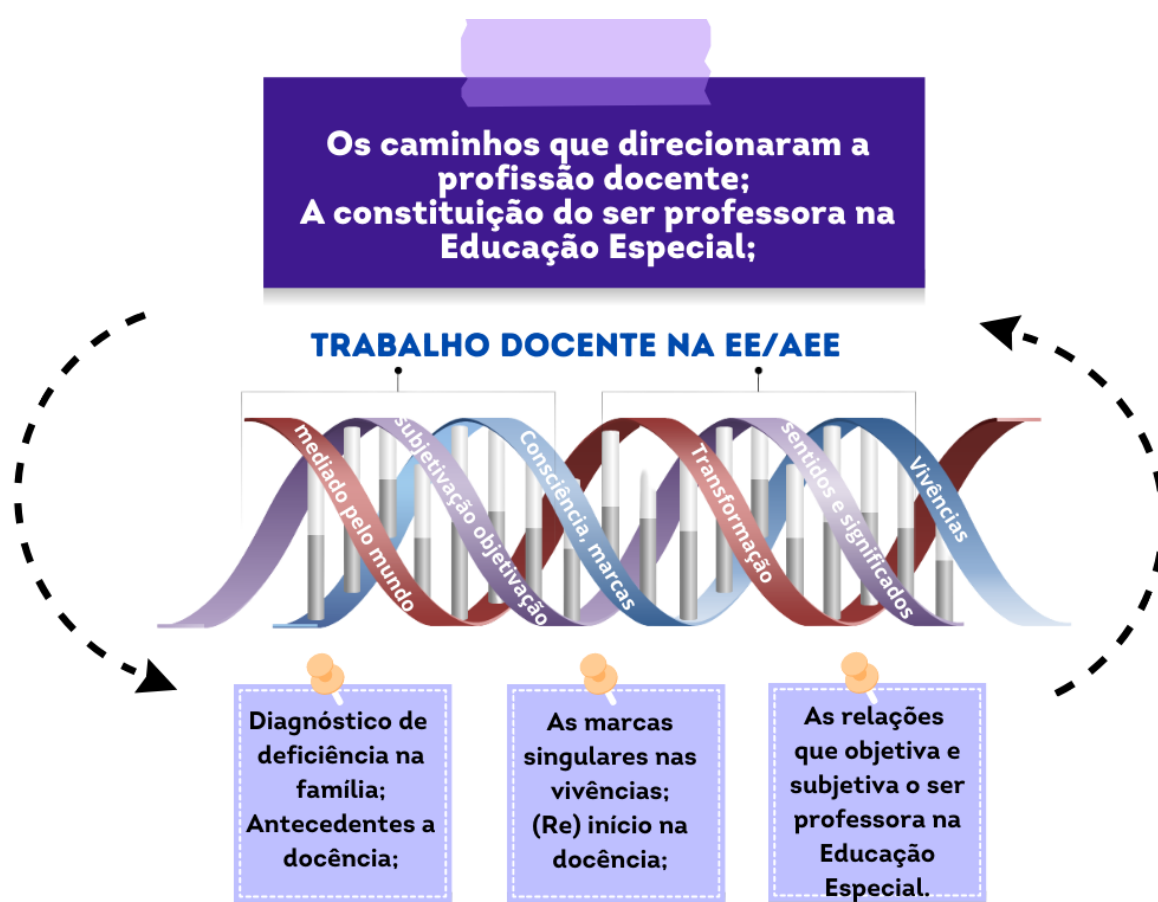 Os caminhos que direcionaram a
profissão docente;
A constituição do ser professora na
Educação Especial;
TRABALHO DOCENTE NA EE/AEE
mediado pelo mundo
subjetivação objetivação
Consciência, marcas
Transformação
sentidos e significados
Vivências
Diagnóstico de
deficiência na
família;
Antecedentes a
docência;
As marcas
singulares nas
vivências;
(Re) início na
docência;
As relações
que objetiva e
subjetiva o ser
professora na
Educação
Especial.